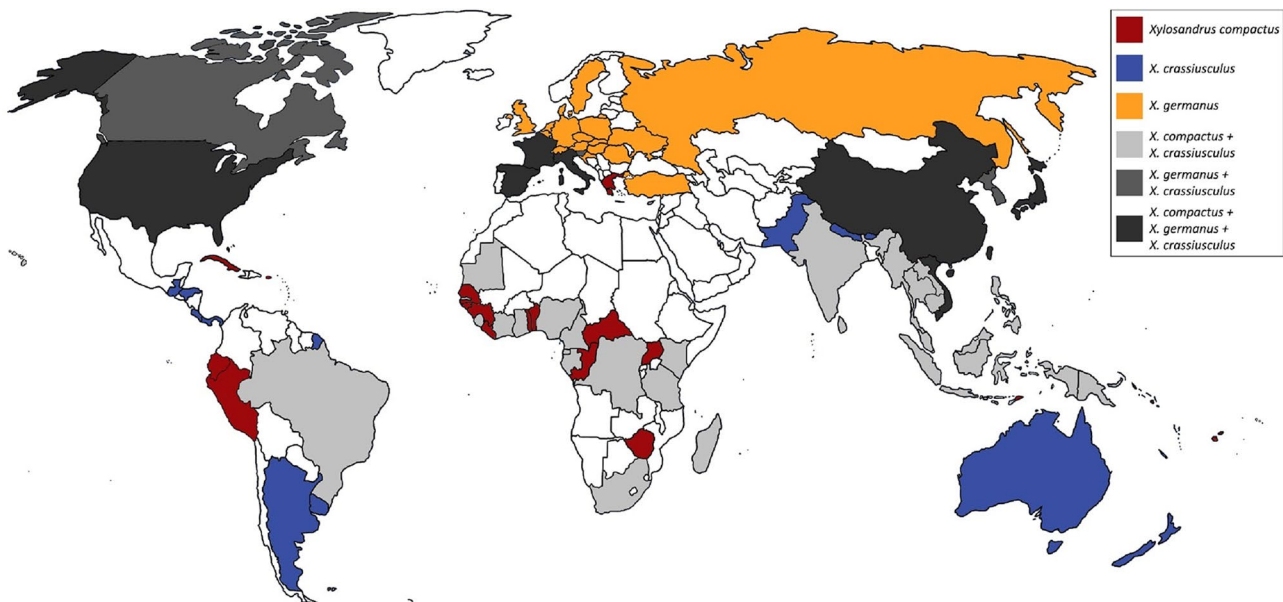 Xylosandrus compactus
X. crassiusculus
X. germanus
X. compactus +
X. crassiusculus
X. germanus +
X. crassiusculus
X. compactus +
X. germanus +
X. crassiusculus